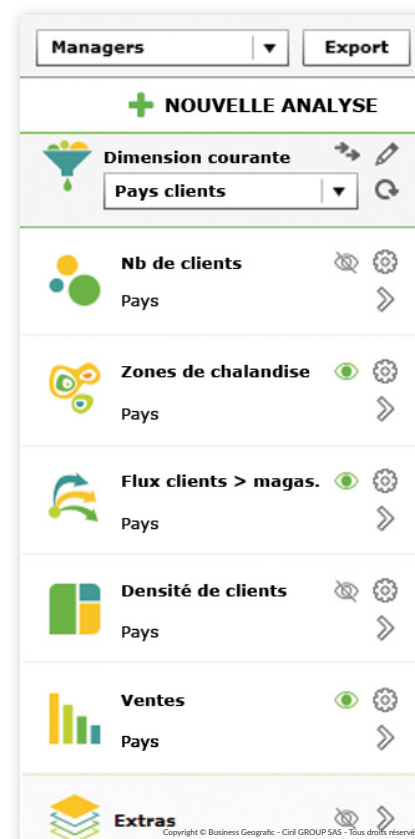 Managers Export
NOUVELLE ANALYSE
Dimension courante
Pays clients
Nb de clients
Pays
Zones de chalandise
Pays
Flux clients > magas.
Pays
Densité de clients
Pays
Ventes
Pays
Extras
Copyright © Business Geografic - Ciril GROUP SAS - Tous droits réservé